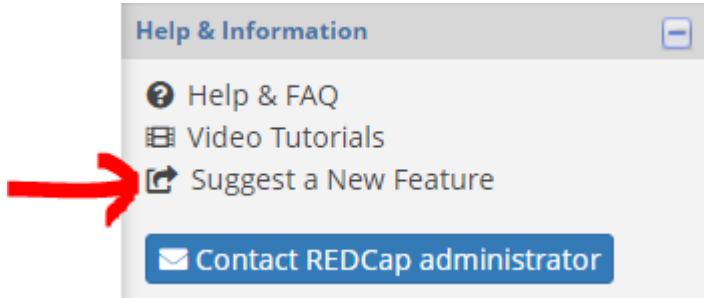 Help & Information
Help & FAQ
Video Tutorials
Suggest a New Feature
Contact REDCap administrator